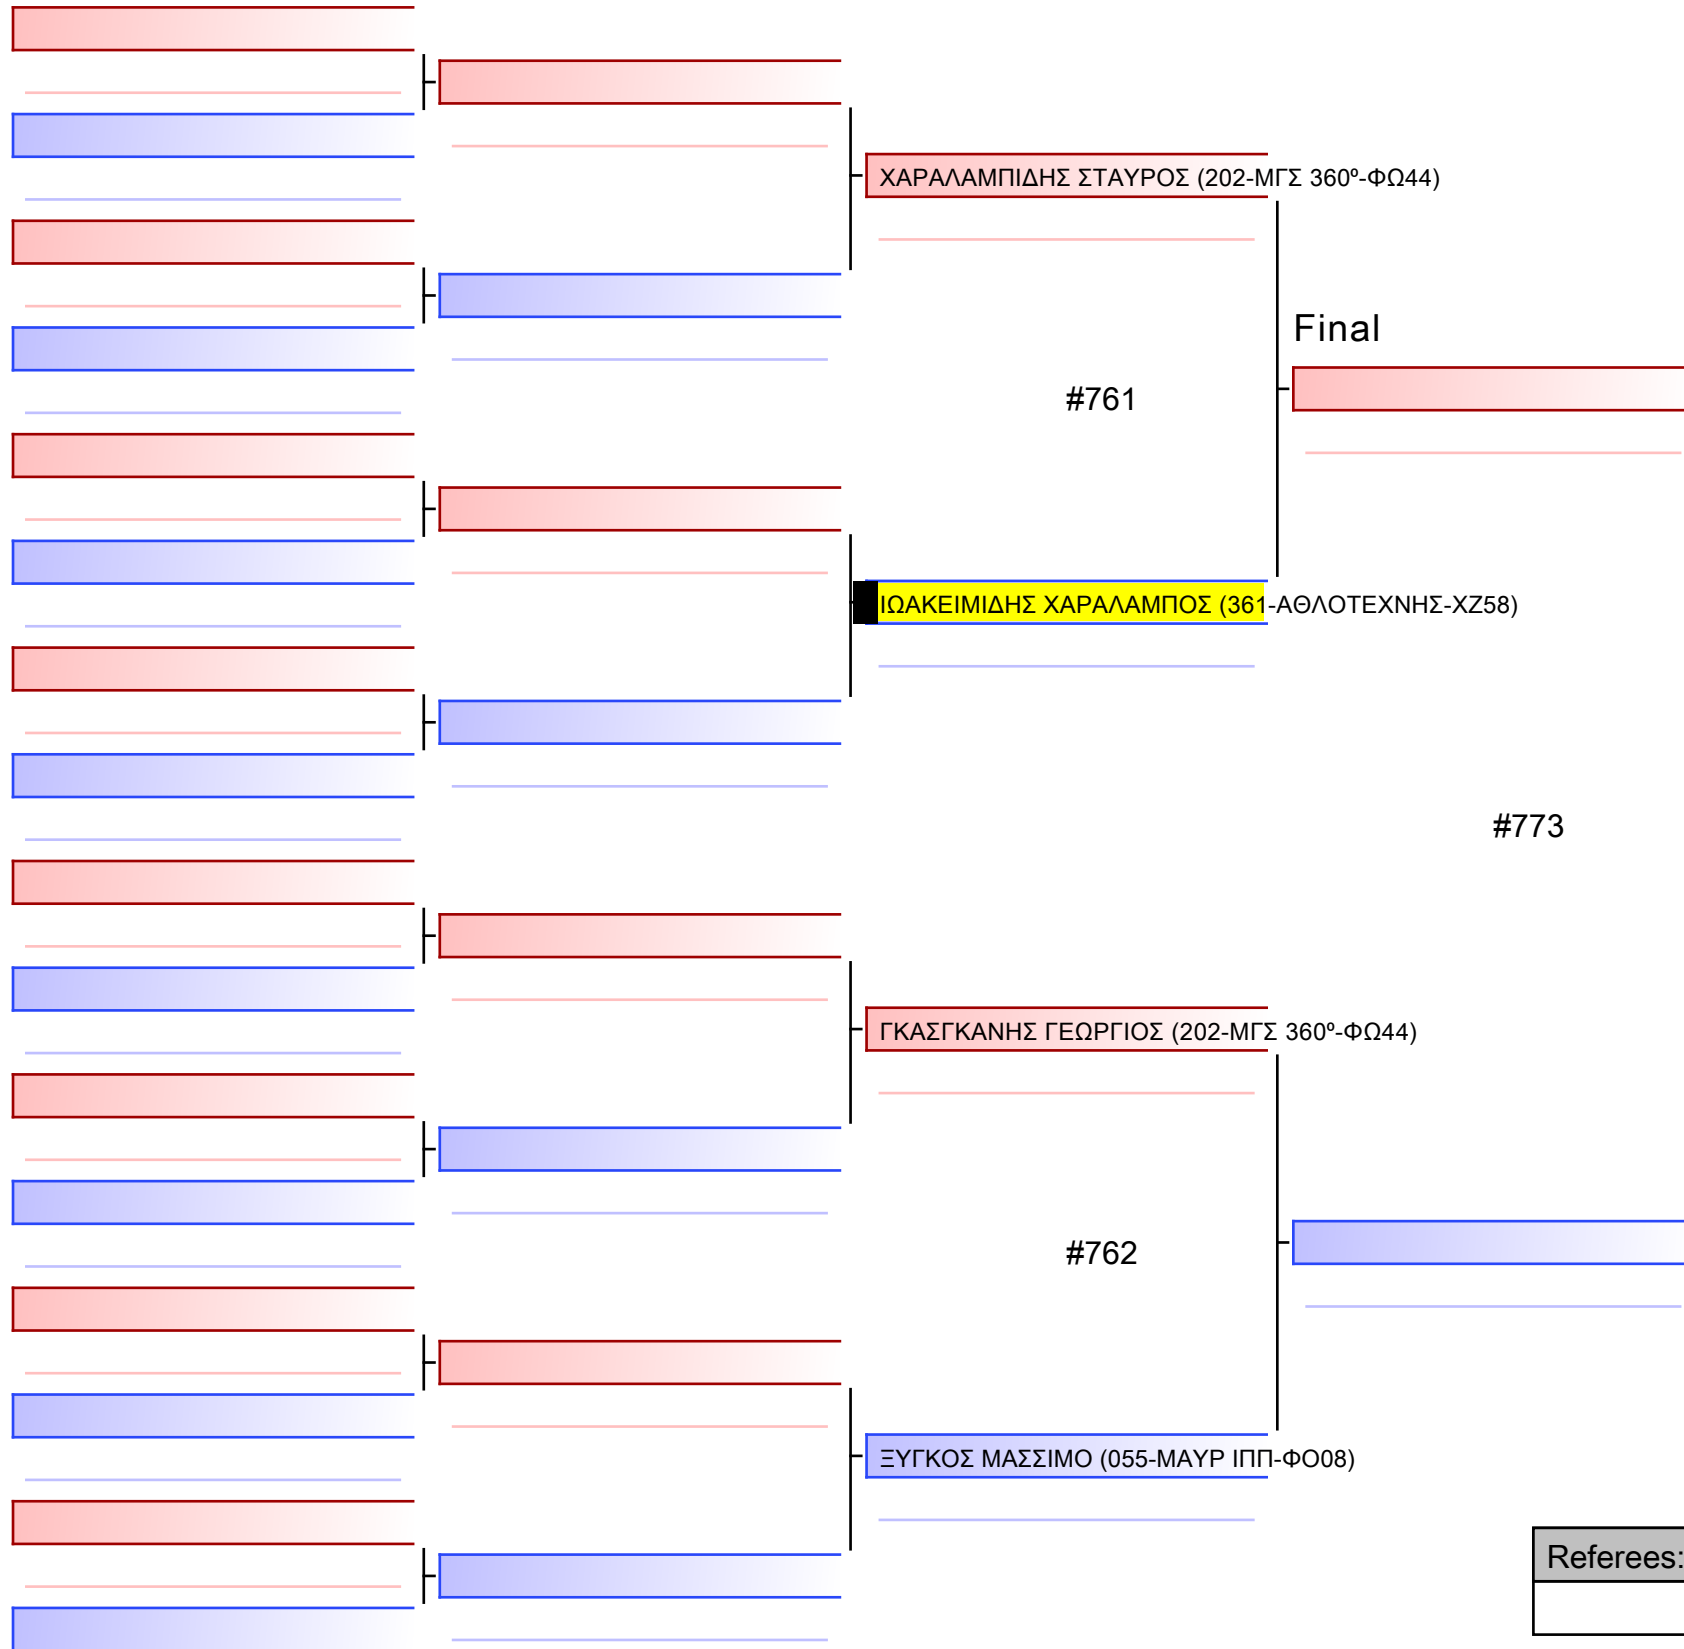 ΧΑΡΑΛΑΜΠΙΔΗΣ ΣΤΑΥΡΟΣ (202-ΜΓΣ 360º-ΦΩ44)
Final
#761
ΙΩΑΚΕΙΜΙΔΗΣ ΧΑΡΑΛΑΜΠΟΣ (361-ΑΘΛΟΤΕΧΝΗΣ-ΧΖ58)
#773
ΓΚΑΣΓΚΑΝΗΣ ΓΕΩΡΓΙΟΣ (202-ΜΓΣ 360º-ΦΩ44)
#762
ΞΥΓΚΟΣ ΜΑΣΣΙΜΟ (055-ΜΑΥΡ ΙΠΠ-ΦΟ08)
Referees: